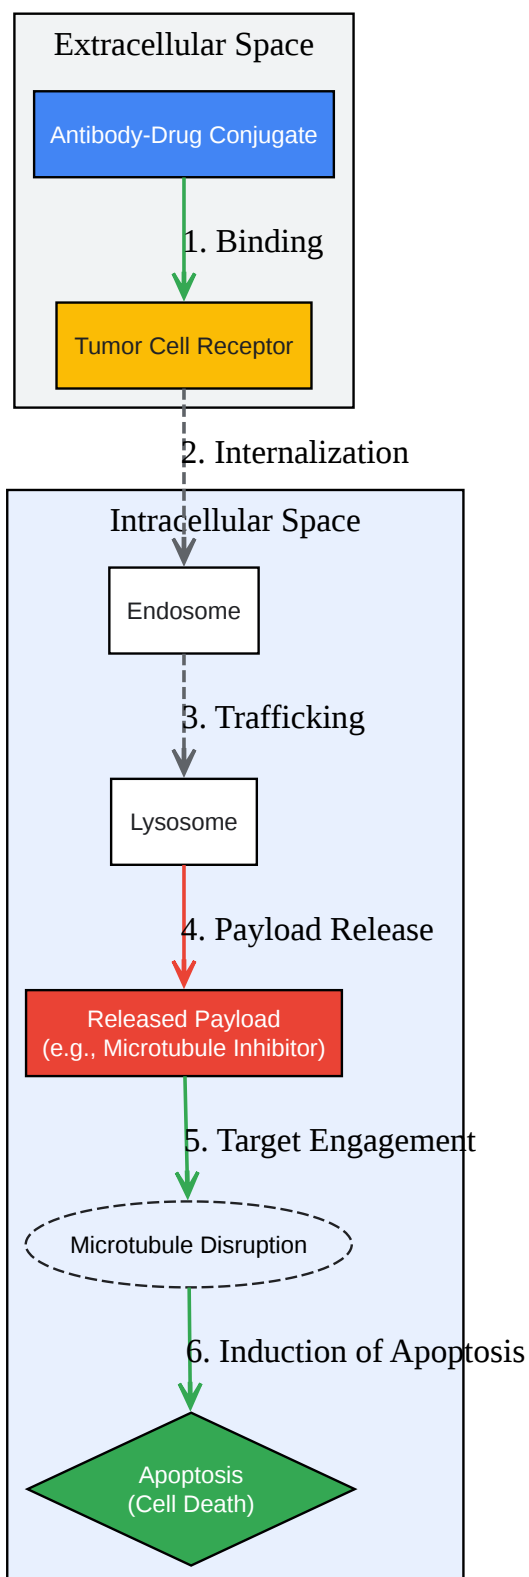 Extracellular Space
Antibody-Drug Conjugate
1. Binding
Tumor Cell Receptor
2. Internalization
Intracellular Space
Endosome
3. Trafficking
Lysosome
4. Payload Release
Released Payload
(e.g., Microtubule Inhibitor)
5. Target Engagement
Microtubule Disruption
6. Induction of Apoptosis
Apoptosis
(Cell Death)